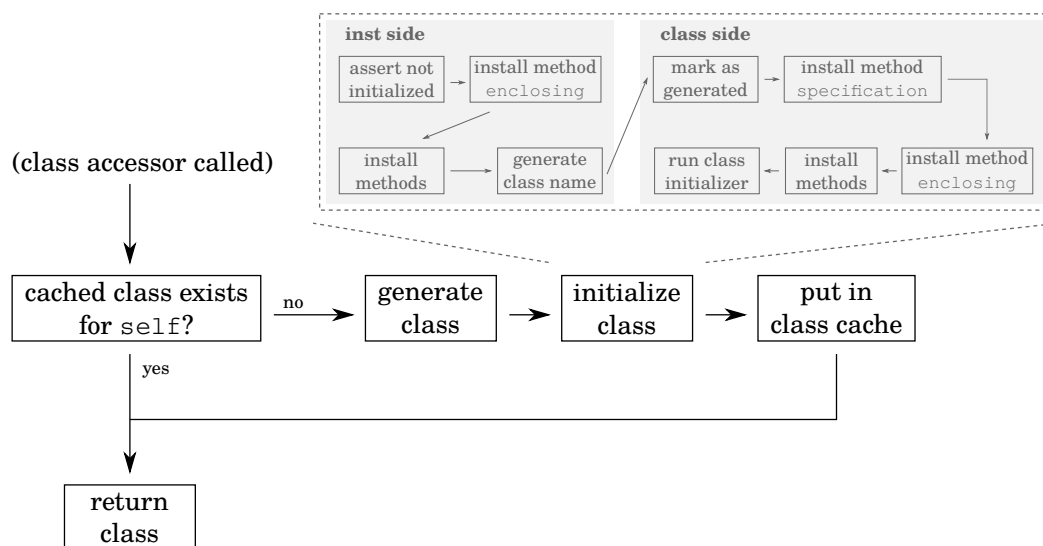 inst side
class side
assert not
initialized
install method
enclosing
mark as
generated
install method
specification
install
methods
generate
class name
run class
initializer
install
methods
install method
enclosing
(class accessor called)
cached class exists
for self?
no
generate
class
initialize
class
put in
class cache
yes
return
class